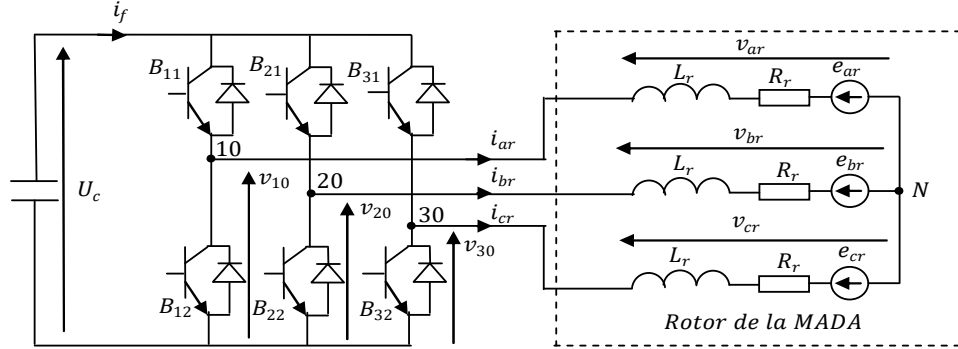 i_f
v_ar
B_11
B_21
B_31
L_r
R_r
e_ar
10
i_ar
v_br
U_c
v_10
20
i_br
L_r
R_r
e_br
N
v_20
30
i_cr
v_cr
v_30
L_r
R_r
e_cr
B_12
B_22
B_32
Rotor de la MADA